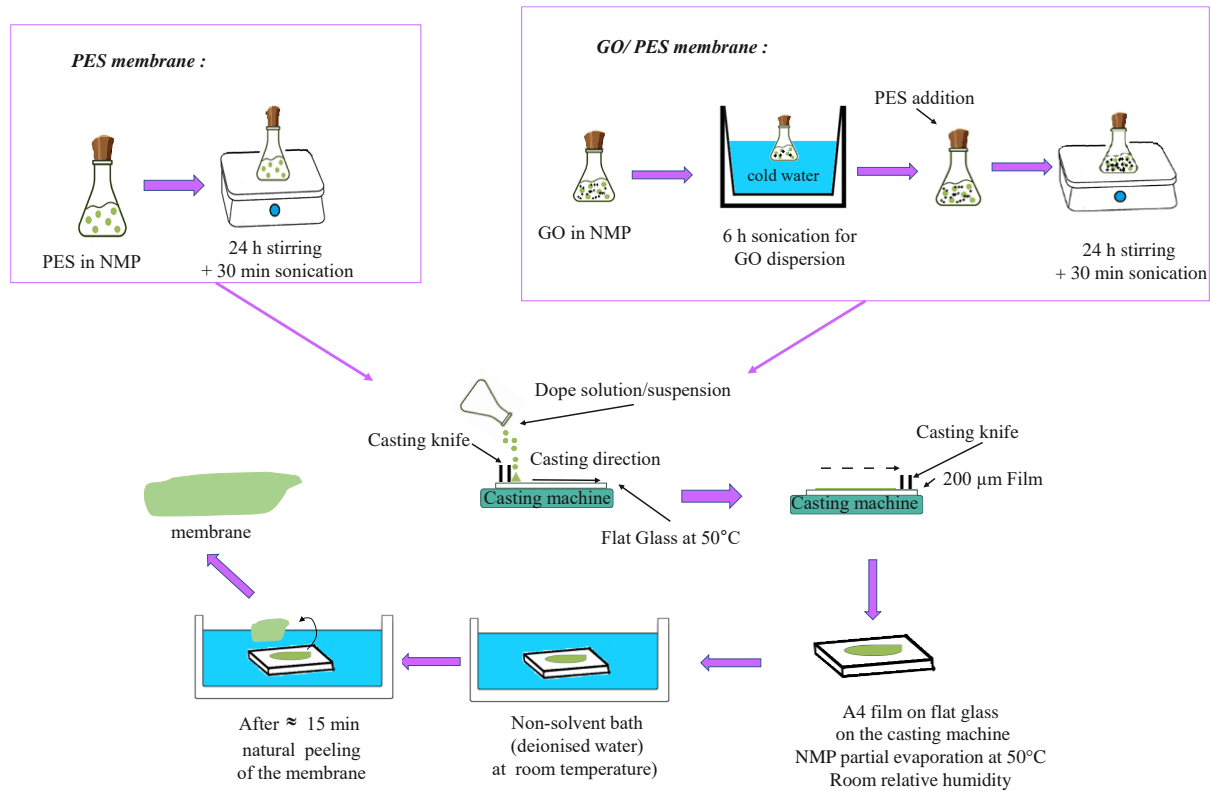 PES membrane :
PES in NMP
24 h stirring
+ 30 min sonication
GO/ PES membrane :
GO in NMP
cold water
6 h sonication for
GO dispersion
PES addition
24 h stirring
+ 30 min sonication
Dope solution/suspension
Casting knife
Casting direction
Casting machine
Flat Glass at 50°C
Casting knife
200 µm Film
Casting machine
A4 film on flat glass
on the casting machine
NMP partial evaporation at 50°C
Room relative humidity
Non-solvent bath
(deionised water)
at room temperature)
After ≈ 15 min
natural peeling
of the membrane
membrane